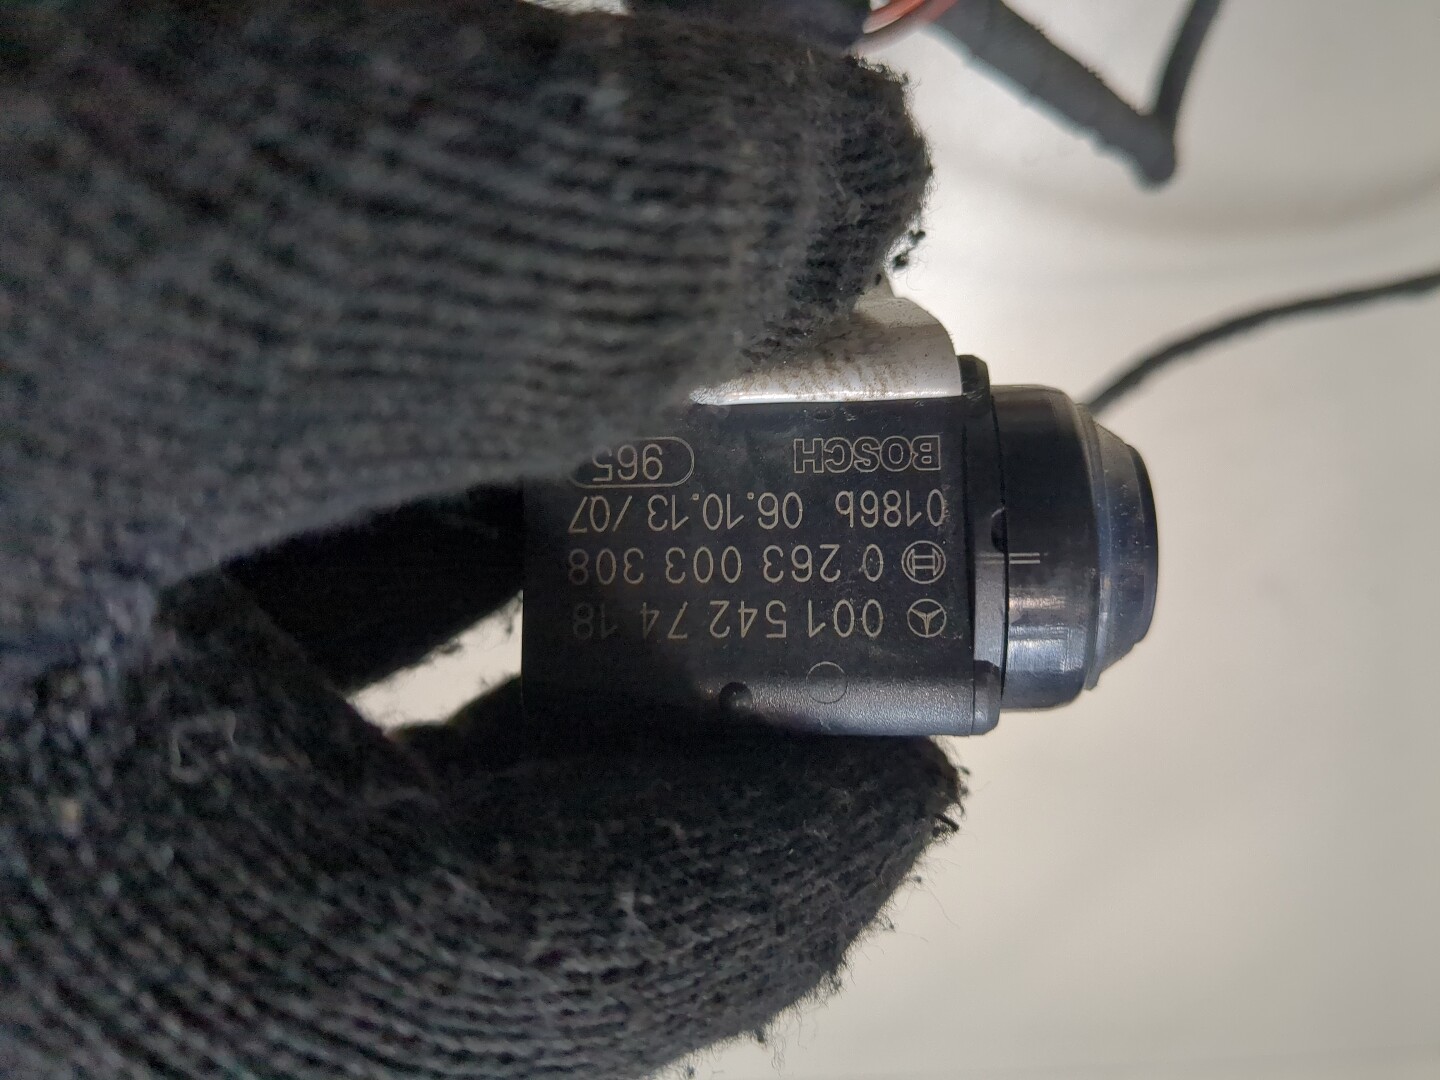 001 542 74 18
0 263 003 308
0186b 06.10.13 /07
BOSCH 965